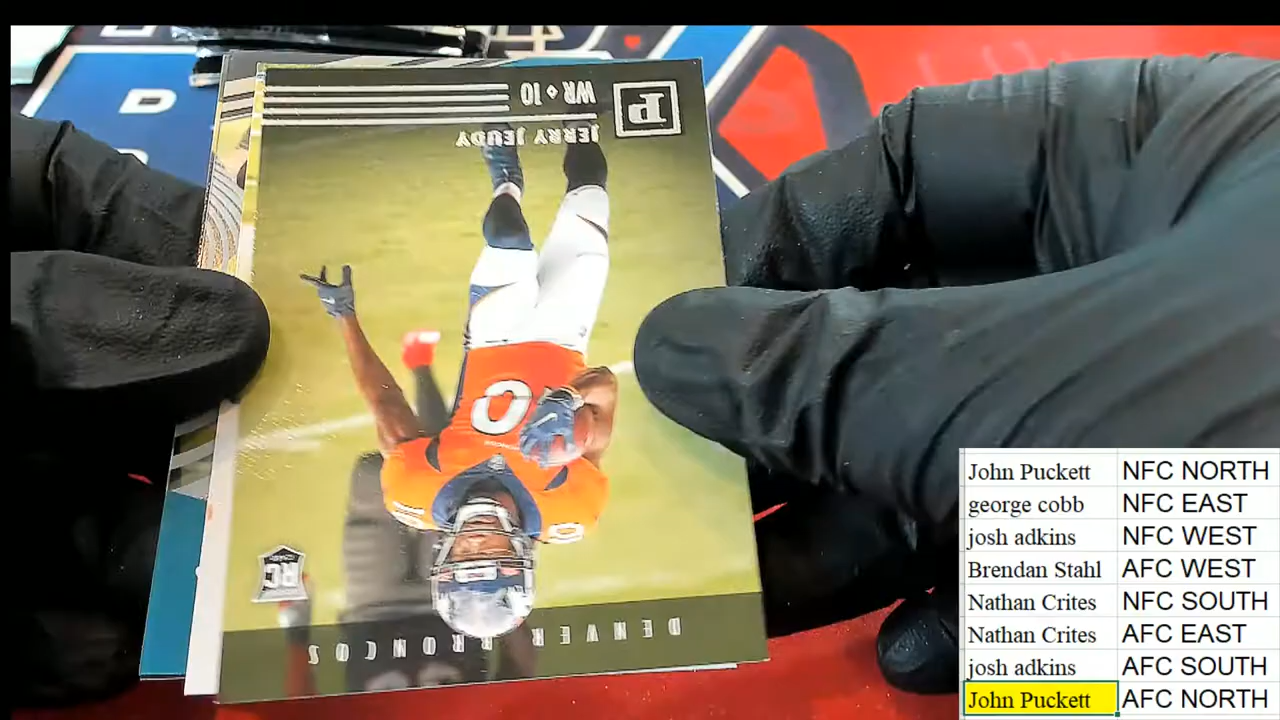 P
WR ⬥ 10
JERRY JEUDY
10
RC
DENVER BRONCOS
D
John Puckett NFC NORTH
george cobb NFC EAST
josh adkins NFC WEST
Brendan Stahl AFC WEST
Nathan Crites NFC SOUTH
Nathan Crites AFC EAST
josh adkins AFC SOUTH
John Puckett AFC NORTH